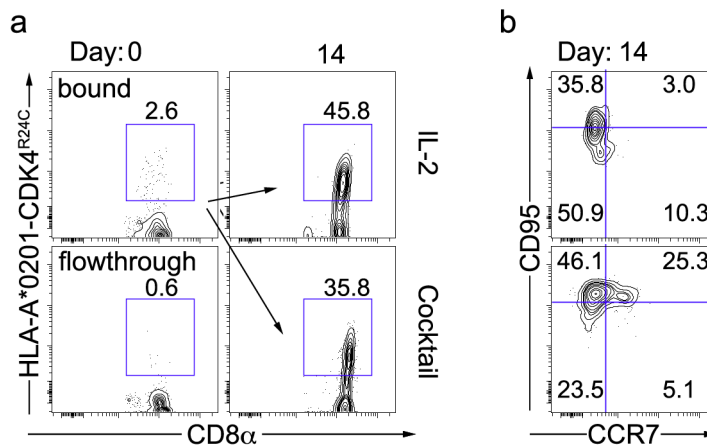 a
Day: 0
14
bound
2.6
45.8
IL-2
flowthrough
0.6
35.8
Cocktail
HLA-A*0201-CDK4R24C
CD8α
b
Day: 14
35.8
3.0
50.9
10.3
46.1
25.3
23.5
5.1
CD95
CCR7